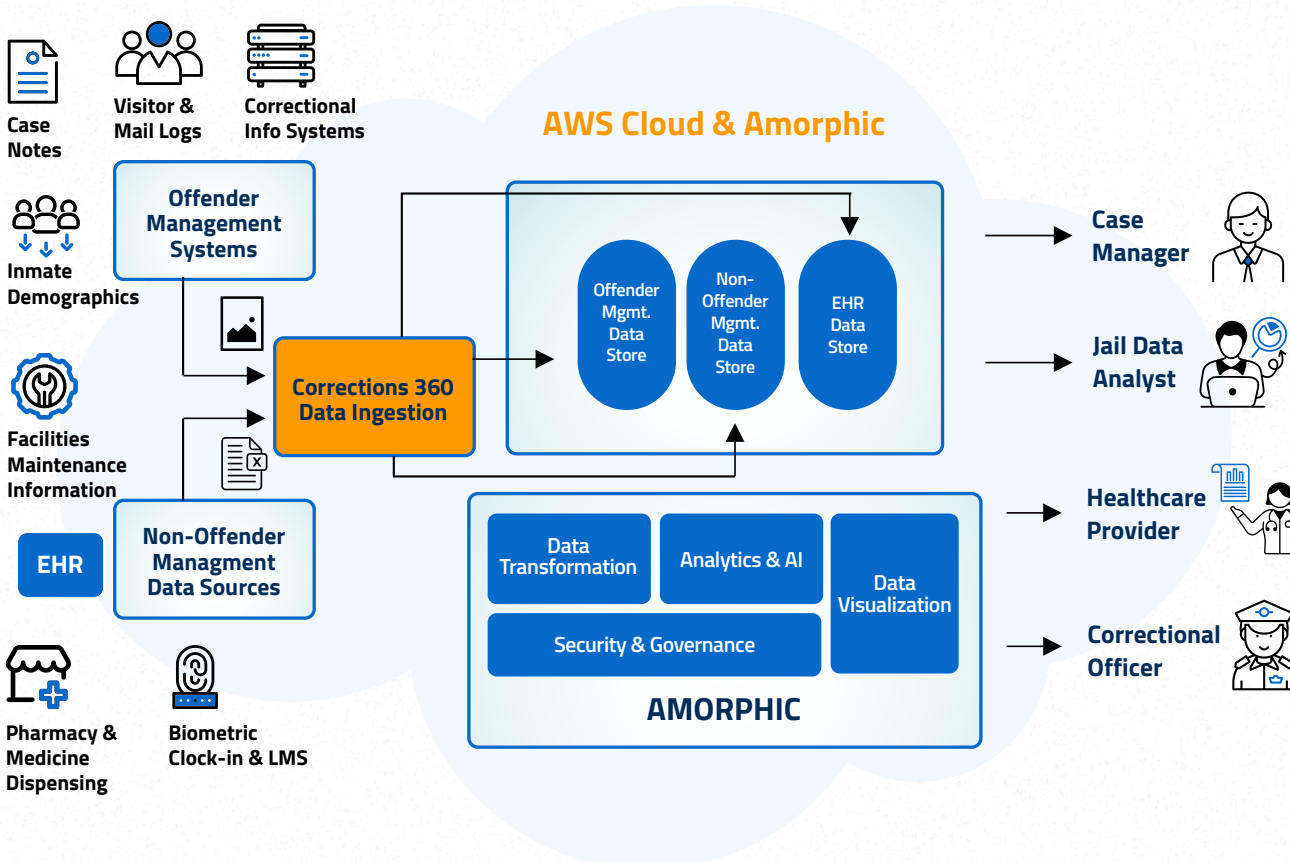 Case
Notes
Visitor &
Mail Logs
Correctional
Info Systems
Offender
Management
Systems
Inmate
Demographics
Facilities
Maintenance
Information
EHR
Non-Offender
Managment
Data Sources
Pharmacy &
Medicine
Dispensing
Biometric
Clock-in & LMS
X
Corrections 360
Data Ingestion
AWS Cloud & Amorphic
Offender
Mgmt.
Data
Store
Non-
Offender
Mgmt.
Data
Store
EHR
Data
Store
Data
Transformation
Analytics & AI
Data
Visualization
Security & Governance
AMORPHIC
Case
Manager
Jail Data
Analyst
Healthcare
Provider
Correctional
Officer